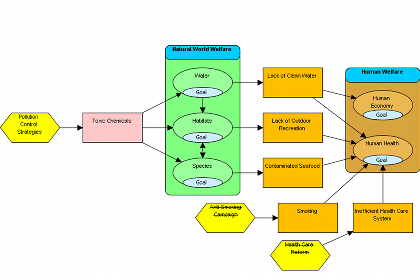 Natural World Welfare
Human Welfare
Water
Goal
Lack of Clean Water
Human
Economy
Goal
Pollution
Control
Strategies
Toxic Chemicals
Habitats
Goal
Lack of Outdoor
Recreation
Human Health
Goal
Species
Goal
Contaminated Seafood
Anti-Smoking
Campaign
Smoking
Inefficient Health Care
System
Health Care
Reform